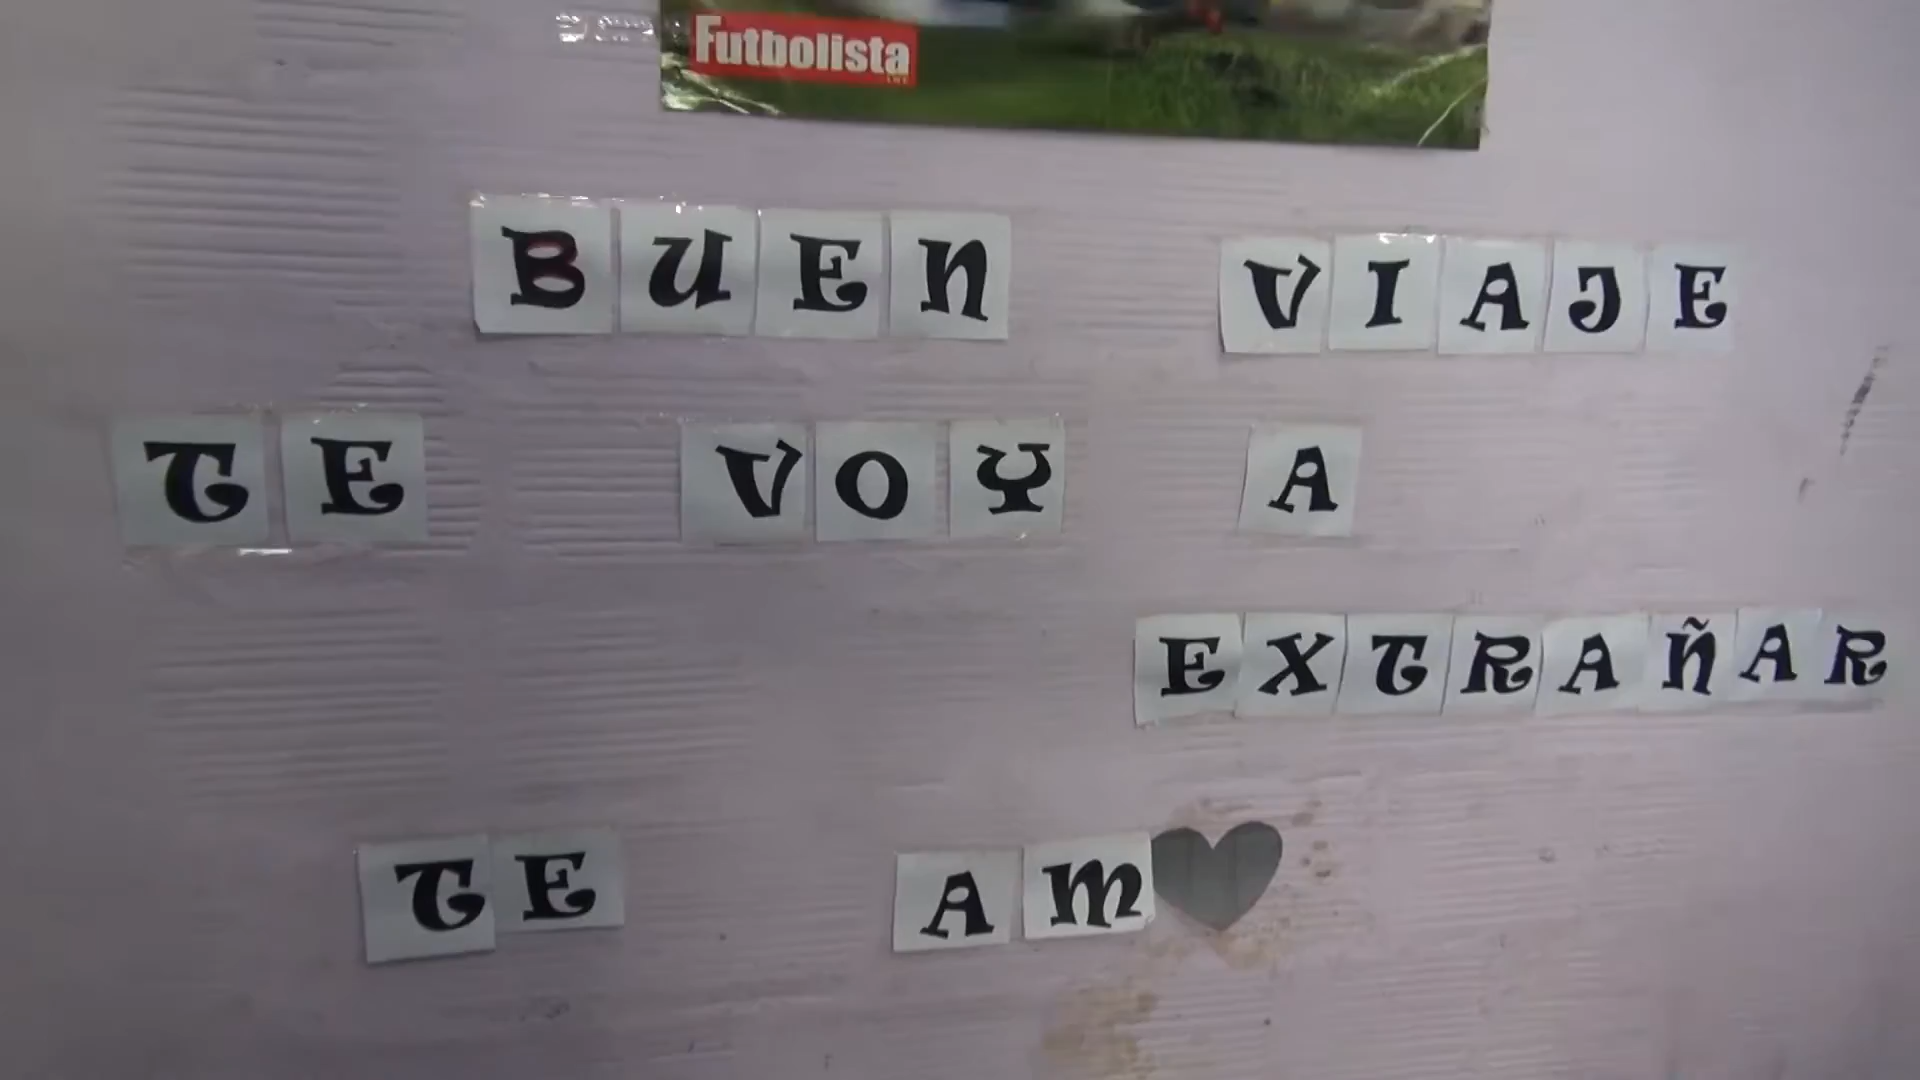 Futbolista
BUEN VIAJE
TE VOY A
EXTRAÑAR
TE AM